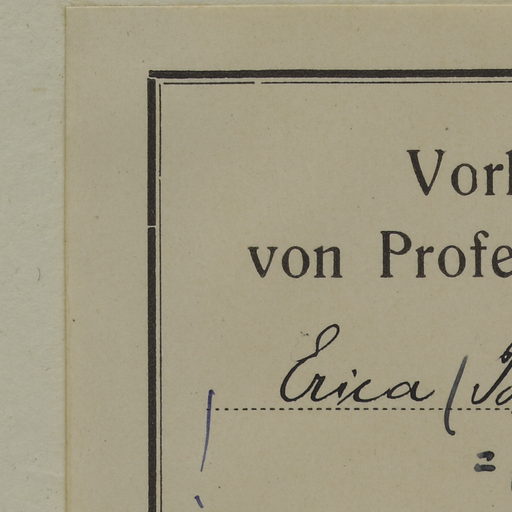 Vorl
von Profe
Erica (
=